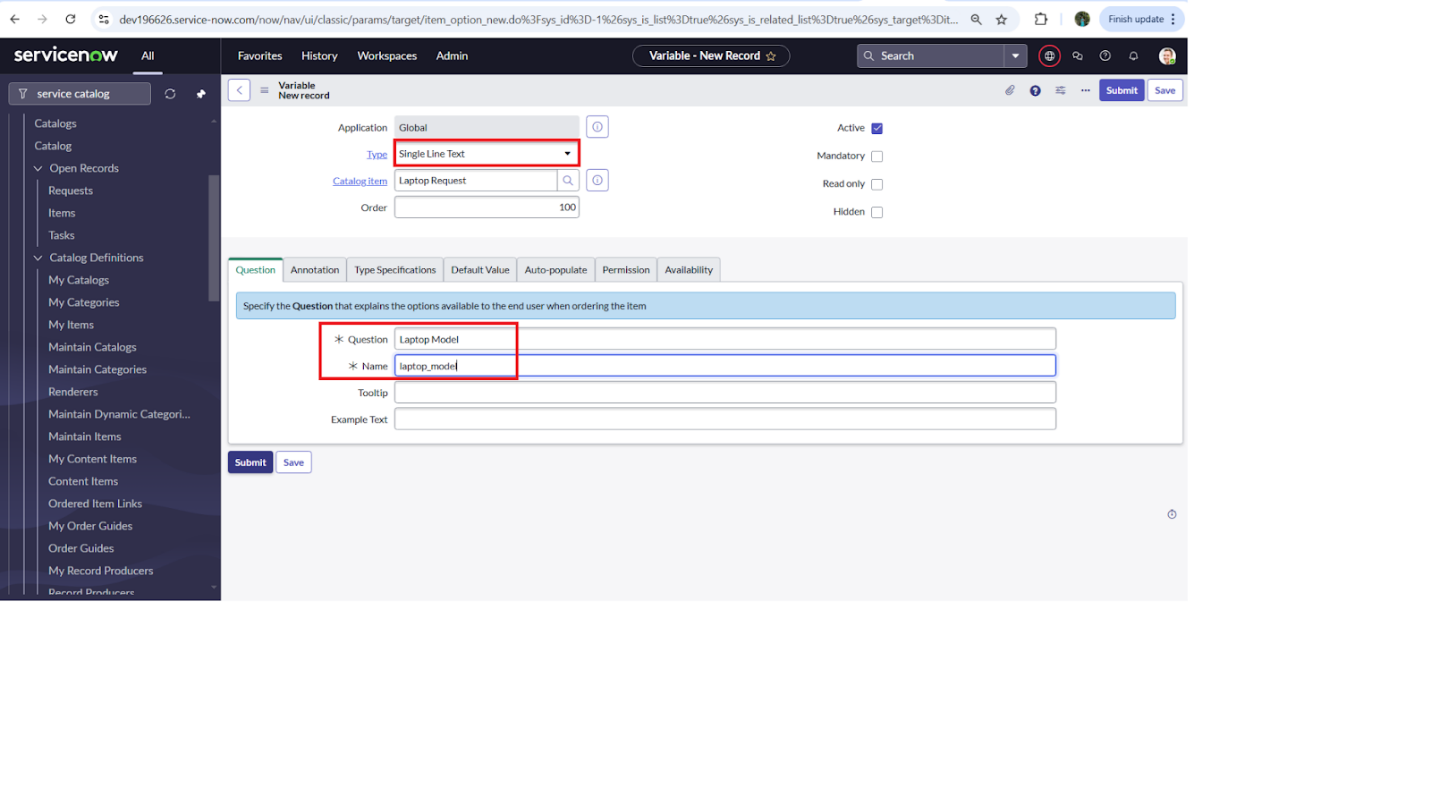 dev196626.service-now.com/now/nav/ui/classic/params/target/item_option_new.do%3Fsys_id%3D-1%26sys_is_list%3Dtrue%26sys_is_related_list%3Dtrue%26sys_target%3Dit...
Finish update
servicenow
All
Favorites
History
Workspaces
Admin
Variable - New Record
Search
service catalog
Catalogs
Catalog
Open Records
Requests
Items
Tasks
Catalog Definitions
My Catalogs
My Categories
My Items
Maintain Catalogs
Maintain Categories
Renderers
Maintain Dynamic Categori...
Maintain Items
My Content Items
Content Items
Ordered Item Links
My Order Guides
Order Guides
My Record Producers
Record Producers
Variable
New record
Submit
Save
Application
Global
Type
Single Line Text
Catalog item
Laptop Request
Order
100
Active
Mandatory
Read only
Hidden
Question
Annotation
Type Specifications
Default Value
Auto-populate
Permission
Availability
Specify the Question that explains the options available to the end user when ordering the item
Question
Laptop Model
Name
laptop_model
Tooltip
Example Text
Submit
Save